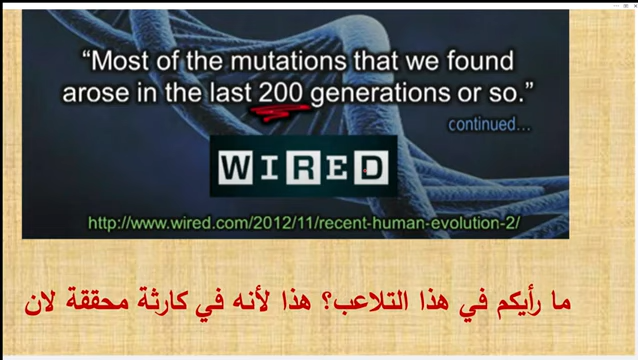 “Most of the mutations that we found
arose in the last 200 generations or so.”
continued...
WIRED
http://www.wired.com/2012/11/recent-human-evolution-2/
ما رأيكم في هذا التلاعب؟ هذا لأنه في كارثة محققة لان